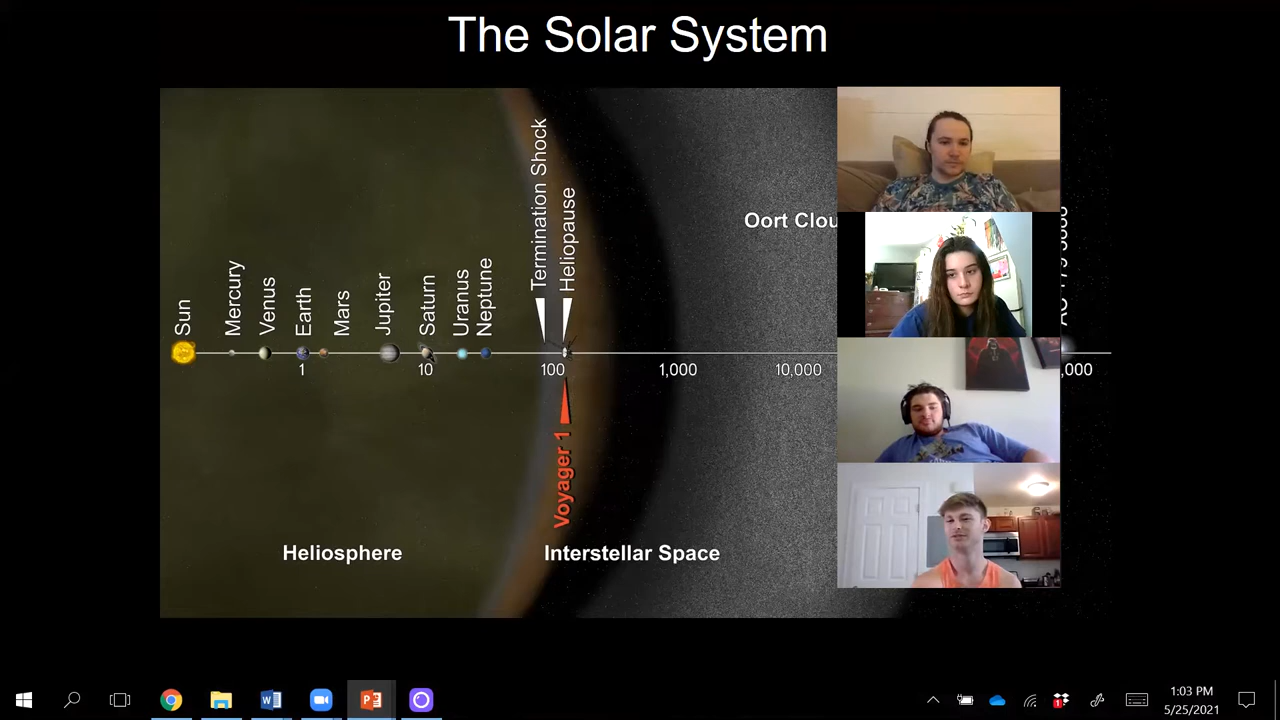 The Solar System
Termination Shock
Heliopause
Oort Clou
Sun
Mercury
Venus
Earth
Mars
Jupiter
Saturn
Uranus
Neptune
1
10
100
1,000
10,000
,000
Voyager 1
Heliosphere
Interstellar Space
1:03 PM
5/25/2021